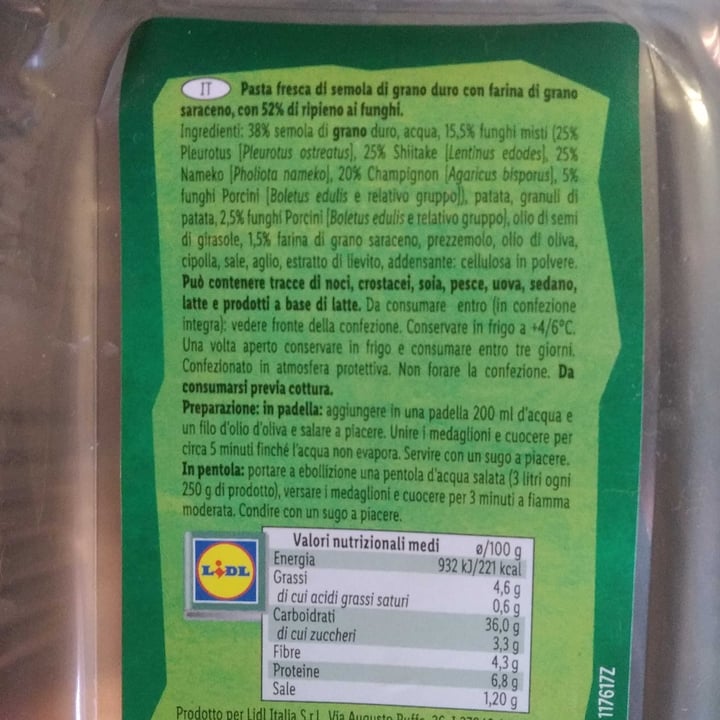 IT Pasta fresca di semola di grano duro con farina di grano
saraceno, con 52% di ripieno ai funghi.
Ingredienti: 38% semola di grano duro, acqua, 15,5% funghi misti (25%
Pleurotus [Pleurotus ostreatus], 25% Shiitake [Lentinus edodes], 25%
Nameko [Pholiota nameko], 20% Champignon [Agaricus bisporus], 5%
funghi Porcini [Boletus edulis e relativo gruppo]), patata, granuli di
patata, 2,5% funghi Porcini [Boletus edulis e relativo gruppo], olio di semi
di girasole, 1,5% farina di grano saraceno, prezzemolo, olio di oliva,
cipolla, sale, aglio, estratto di lievito, addensante: cellulosa in polvere.
Può contenere tracce di noci, crostacei, soia, pesce, uova, sedano,
latte e prodotti a base di latte. Da consumare entro (in confezione
integra): vedere fronte della confezione. Conservare in frigo a +4/6°C.
Una volta aperto conservare in frigo e consumare entro tre giorni.
Confezionato in atmosfera protettiva. Non forare la confezione. Da
consumarsi previa cottura.
Preparazione: in padella: aggiungere in una padella 200 ml d'acqua e
un filo d'olio d'oliva e salare a piacere. Unire i medaglioni e cuocere per
circa 5 minuti finché l'acqua non evapora. Servire con un sugo a piacere.
In pentola: portare a ebollizione una pentola d'acqua salata (3 litri ogni
250 g di prodotto), versare i medaglioni e cuocere per 3 minuti a fiamma
moderata. Condire con un sugo a piacere.
LIDL
Valori nutrizionali medi ø/100 g
Energia 932 kJ/221 kcal
Grassi 4,6 g
di cui acidi grassi saturi 0,6 g
Carboidrati 36,0 g
di cui zuccheri 3,3 g
Fibre 4,3 g
Proteine 6,8 g
Sale 1,20 g
117617Z
Prodotto per Lidl Italia S.r.l. Via Augusto Ruffo, 36,